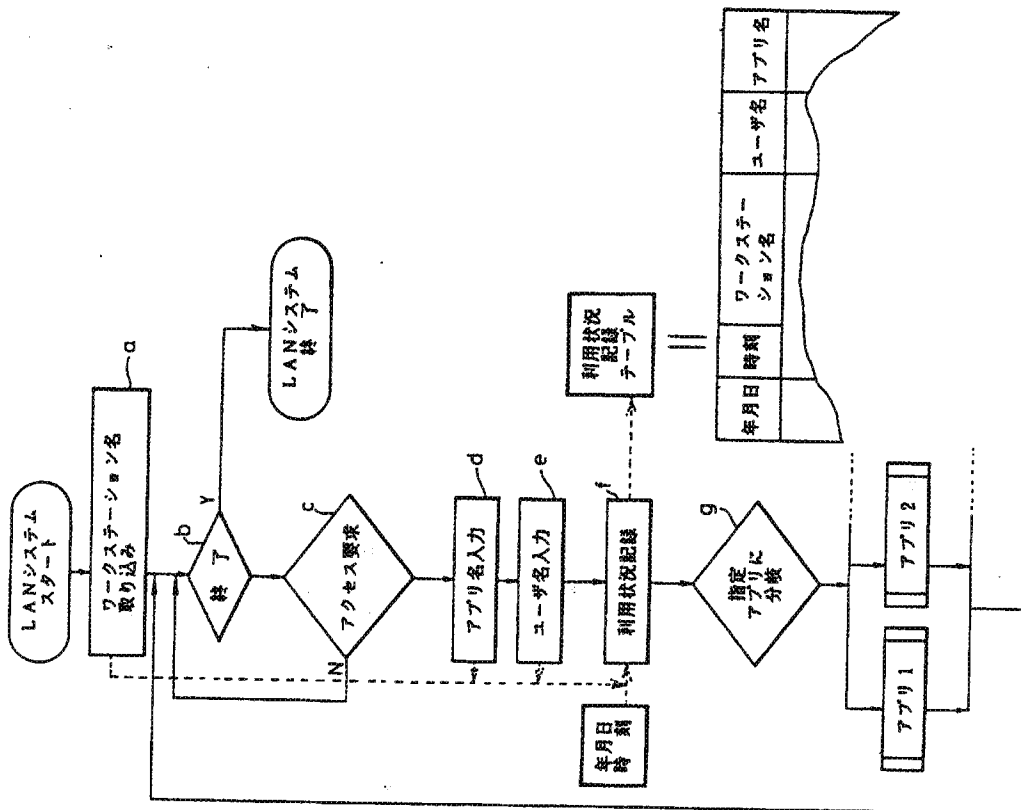 LANシステム
スタート
ワークステーション名
取り込み
a
b
終 了
Y
LANシステム
終 了
c
アクセス要求
N
d
アプリ名入力
e
ユーザ名入力
年月日
時 刻
f
利用状況記録
利用状況
記録
テーブル
年月日
時刻
ワークステー
ション名
ユーザ名
アプリ名
g
指定
アプリに
分岐
アプリ1
アプリ2